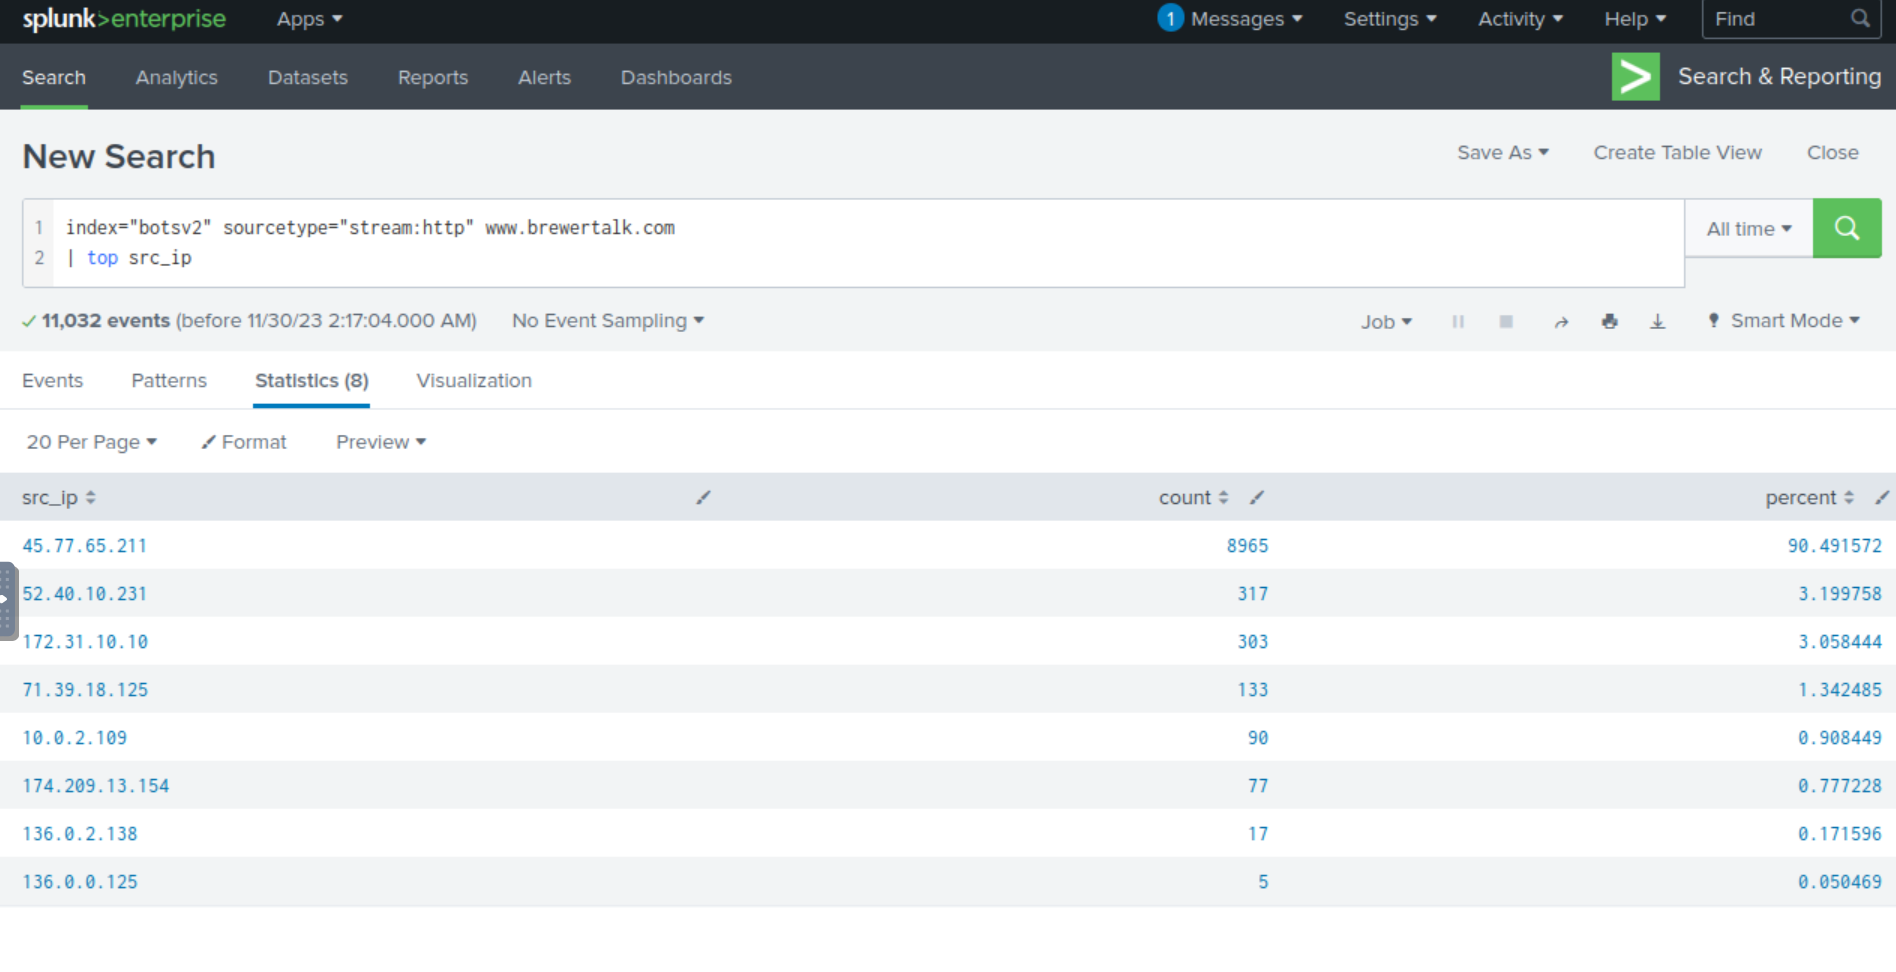 splunk>enterprise Apps 1 Messages Settings Activity Help Find
Search Analytics Datasets Reports Alerts Dashboards Search & Reporting
New Search Save As Create Table View Close
1 index="botsv2" sourcetype="stream:http" www.brewertalk.com All time
2 | top src_ip
11,032 events (before 11/30/23 2:17:04.000 AM) No Event Sampling Job Smart Mode
Events Patterns Statistics (8) Visualization
20 Per Page Format Preview
src_ip count percent
45.77.65.211 8965 90.491572
52.40.10.231 317 3.199758
172.31.10.10 303 3.058444
71.39.18.125 133 1.342485
10.0.2.109 90 0.908449
174.209.13.154 77 0.777228
136.0.2.138 17 0.171596
136.0.0.125 5 0.050469